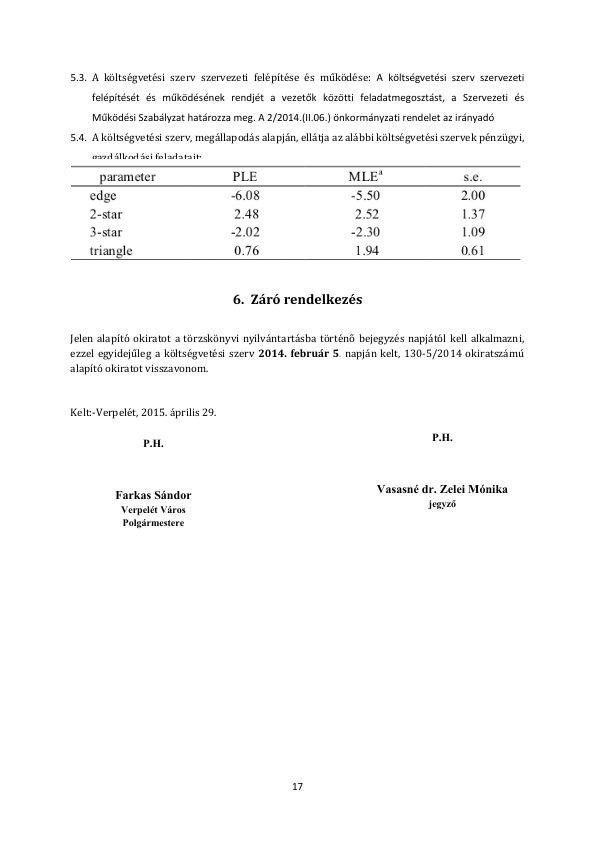 5.3. A költségvetési szerv szervezeti felépítése és működése: A költségvetési szerv szervezeti
felépítését és működésének rendjét a vezetők közötti feladatmegosztást, a Szervezeti és
Működési Szabályzat határozza meg. A 2/2014.(II.06.) önkormányzati rendelet az irányadó
5.4. A költségvetési szerv, megállapodás alapján, ellátja az alábbi költségvetési szervek pénzügyi,
gazdálkodási feladatait:
parameter PLE MLEᵃ s.e.
edge -6.08 -5.50 2.00
2-star 2.48 2.52 1.37
3-star -2.02 -2.30 1.09
triangle 0.76 1.94 0.61
6. Záró rendelkezés
Jelen alapító okiratot a törzskönyvi nyilvántartásba történő bejegyzés napjától kell alkalmazni,
ezzel egyidejűleg a költségvetési szerv 2014. február 5. napján kelt, 130-5/2014 okiratszámú
alapító okiratot visszavonom.
Kelt:-Verpelét, 2015. április 29.
P.H. P.H.
Farkas Sándor Vasasné dr. Zelei Mónika
Verpelét Város jegyző
Polgármestere
17